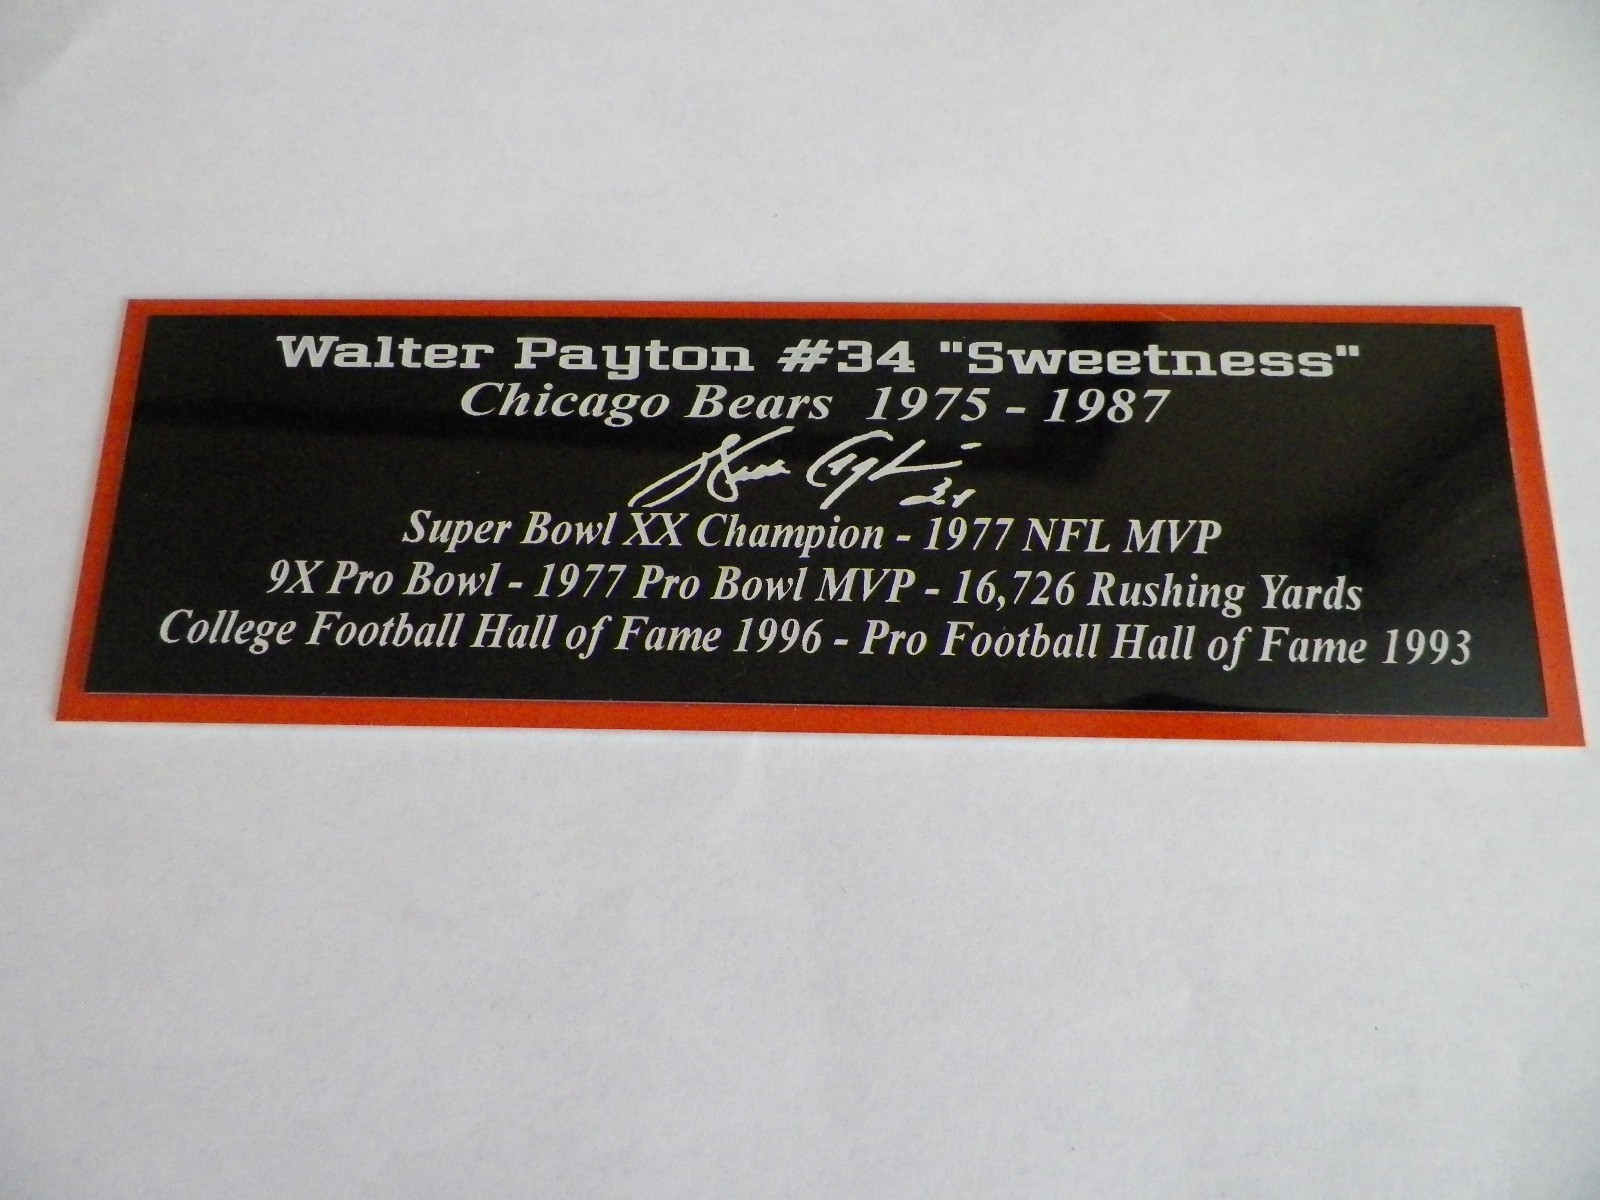 Walter Payton #34 "Sweetness"
Chicago Bears 1975 - 1987
34
Super Bowl XX Champion - 1977 NFL MVP
9X Pro Bowl - 1977 Pro Bowl MVP - 16,726 Rushing Yards
College Football Hall of Fame 1996 - Pro Football Hall of Fame 1993